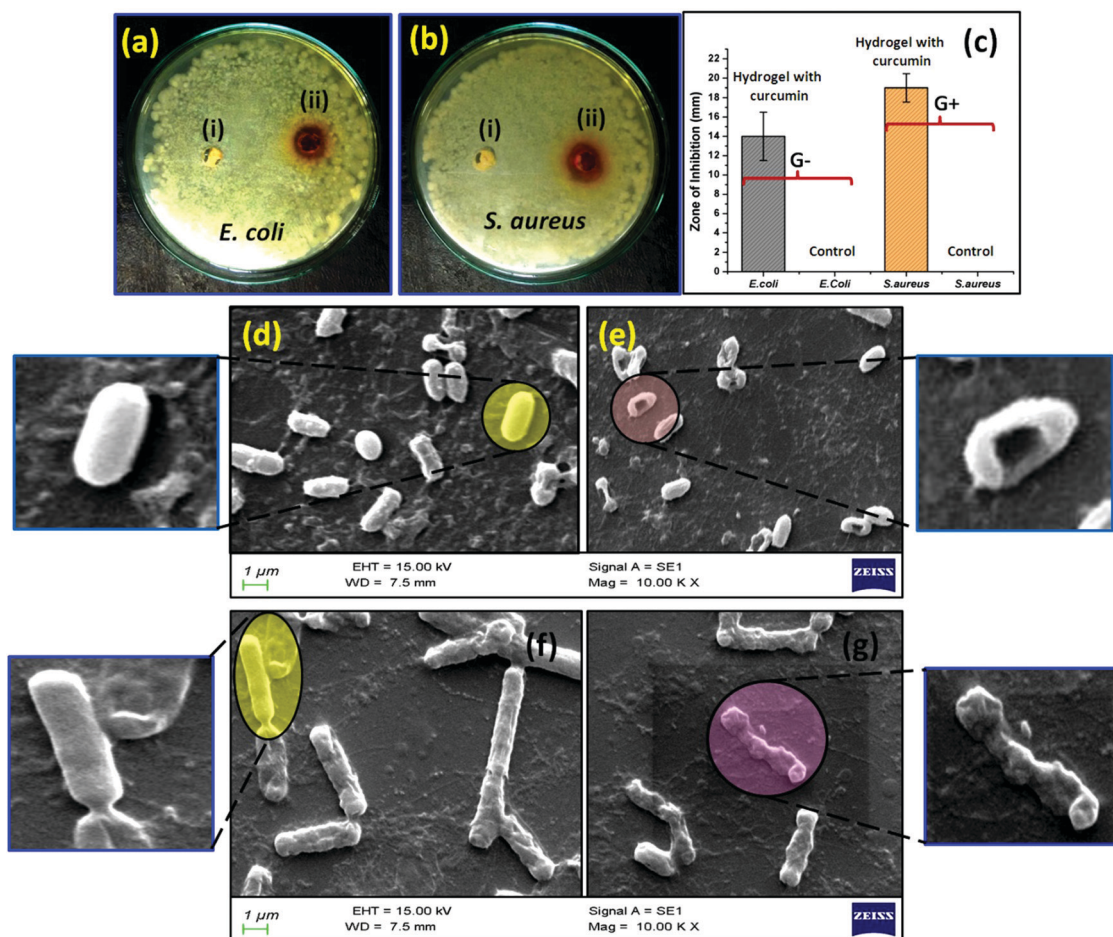 (a)
(i)
(ii)
E. coli
(b)
(i)
(ii)
S. aureus
(c)
Zone of Inhibition (mm)
22
20
18
16
14
12
10
8
6
4
2
0
Hydrogel with
curcumin
Hydrogel with
curcumin
G-
G+
Control
Control
E.coli
E.Coli
S.aureus
S.aureus
(d)
(e)
1 μm
EHT = 15.00 kV
WD = 7.5 mm
Signal A = SE1
Mag = 10.00 K X
ZEISS
(f)
(g)
1 μm
EHT = 15.00 kV
WD = 7.5 mm
Signal A = SE1
Mag = 10.00 K X
ZEISS